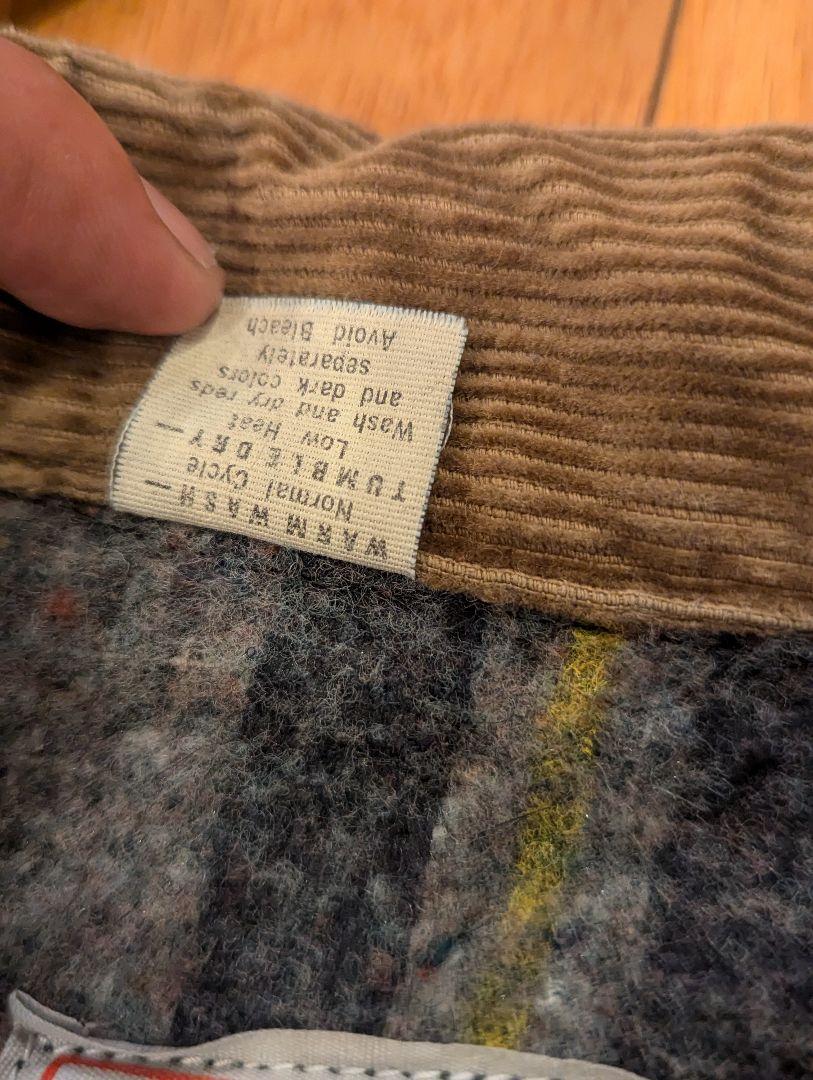 WARM WASH —
Normal Cycle
TUMBLE DRY —
Low Heat
Wash and dry reds
and dark colors
separately
Avoid Bleach